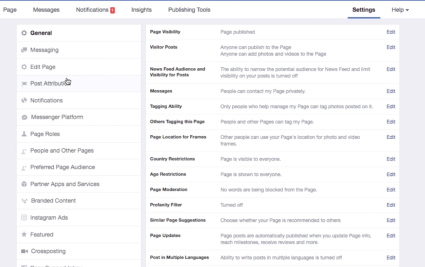 Page Messages Notifications Insights Publishing Tools Settings Help
General
Messaging
Edit Page
Post Attribution
Notifications
Messenger Platform
Page Roles
People and Other Pages
Preferred Page Audience
Partner Apps and Services
Branded Content
Instagram Ads
Featured
Crossposting
Page Visibility Page published Edit
Visitor Posts Anyone can publish to the Page Edit
Anyone can add photos and videos to the Page
News Feed Audience and The ability to narrow the potential audience for News Feed and limit Edit
Visibility for Posts visibility on your posts is turned off
Messages People can contact my Page privately. Edit
Tagging Ability Only people who help manage my Page can tag photos posted on it. Edit
Others Tagging this Page People and other Pages can tag my Page. Edit
Page Location for Frames Other people can use your Page's location for photo and video Edit
frames.
Country Restrictions Page is visible to everyone. Edit
Age Restrictions Page is shown to everyone. Edit
Page Moderation No words are being blocked from the Page. Edit
Profanity Filter Turned off Edit
Similar Page Suggestions Choose whether your Page is recommended to others Edit
Page Updates Page posts are automatically published when you update Page info, Edit
reach milestones, receive reviews and more.
Post in Multiple Languages Ability to write posts in multiple languages is turned off Edit